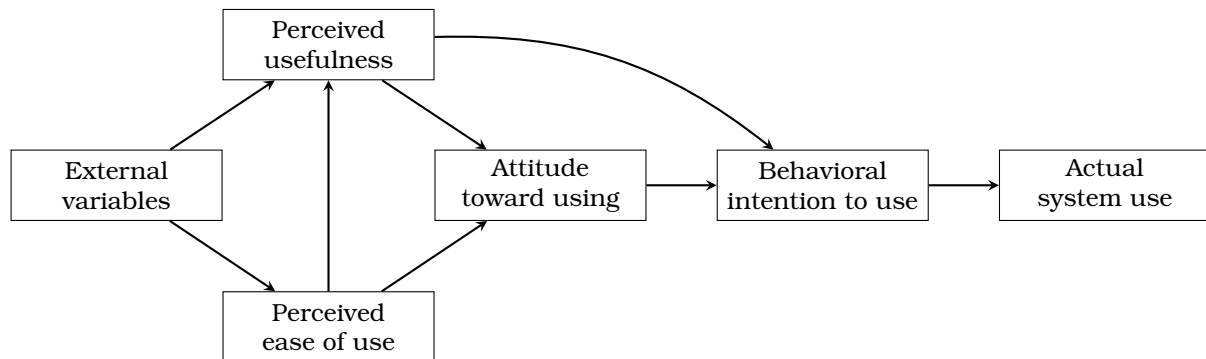 Perceived
usefulness
External
variables
Attitude
toward using
Behavioral
intention to use
Actual
system use
Perceived
ease of use